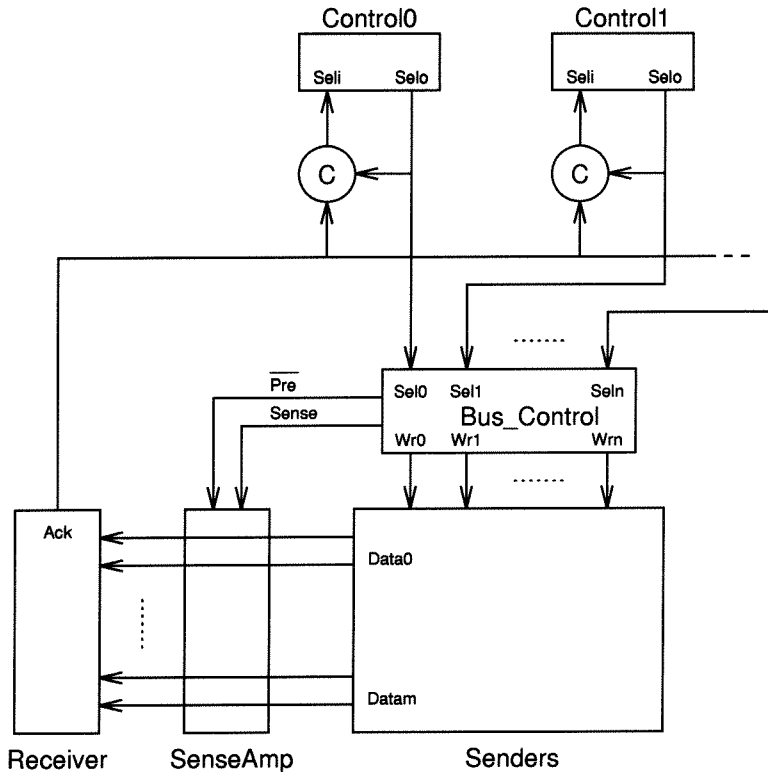 Control0 Control1
Seli Selo Seli Selo
C C
Pre
Sense
Sel0 Sel1 Seln
Bus_Control
Wr0 Wr1 Wrn
Ack
Data0
Datam
Receiver SenseAmp Senders